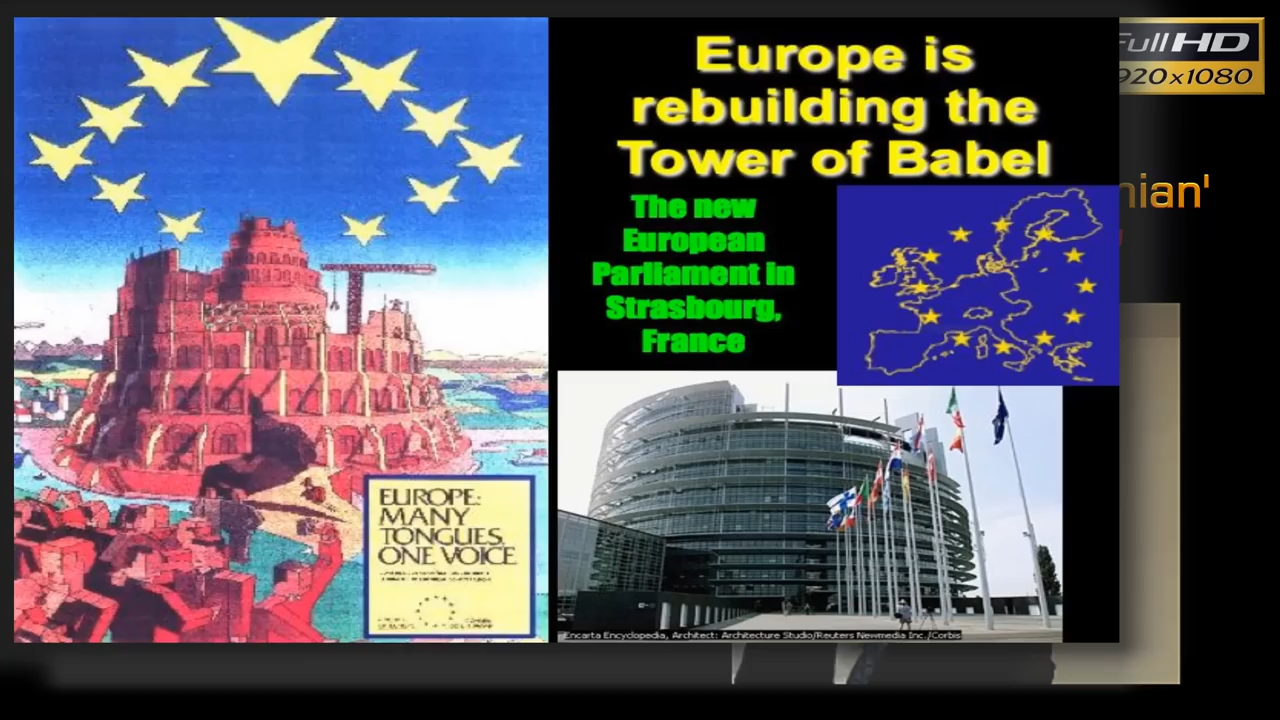 EUROPE:
MANY
TONGUES
ONE VOICE
Europe is
rebuilding the
Tower of Babel
The new
European
Parliament in
Strasbourg,
France
Encarta Encyclopedia, Architect: Architecture Studio/Reuters Newmedia Inc./Corbis
Full HD
920x1080
nian'